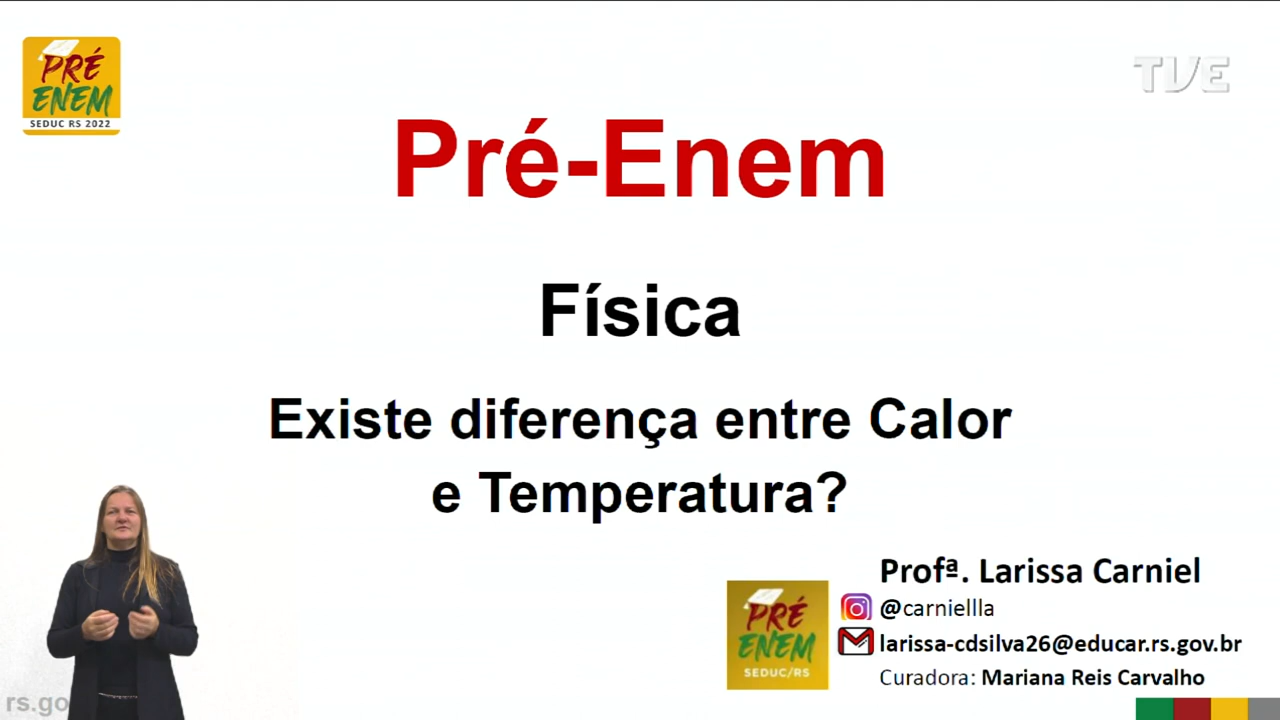 PRÉ
ENEM
SEDUC RS 2022
TVE
Pré-Enem
Física
Existe diferença entre Calor
e Temperatura?
Profª. Larissa Carniel
@carniellla
larissa-cdsilva26@educar.rs.gov.br
Curadora: Mariana Reis Carvalho
PRÉ
ENEM
SEDUC/RS
rs.go